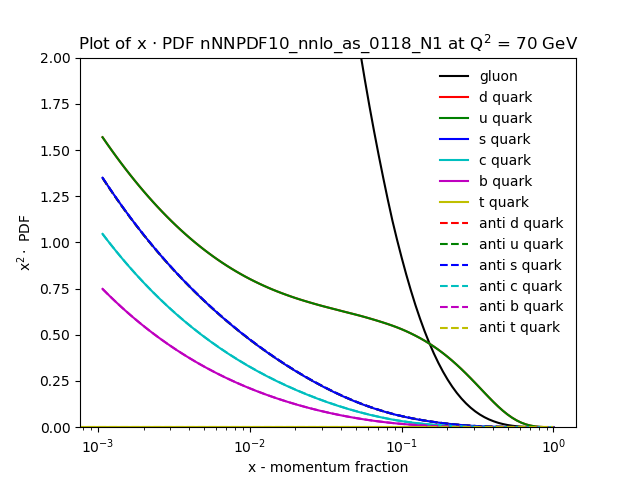 Plot of x · PDF nNNPDF10_nnlo_as_0118_N1 at Q² = 70 GeV
2.00
1.75
1.50
1.25
1.00
0.75
0.50
0.25
0.00
x²· PDF
gluon
d quark
u quark
s quark
c quark
b quark
t quark
anti d quark
anti u quark
anti s quark
anti c quark
anti b quark
anti t quark
10⁻³ 10⁻² 10⁻¹ 10⁰
x - momentum fraction